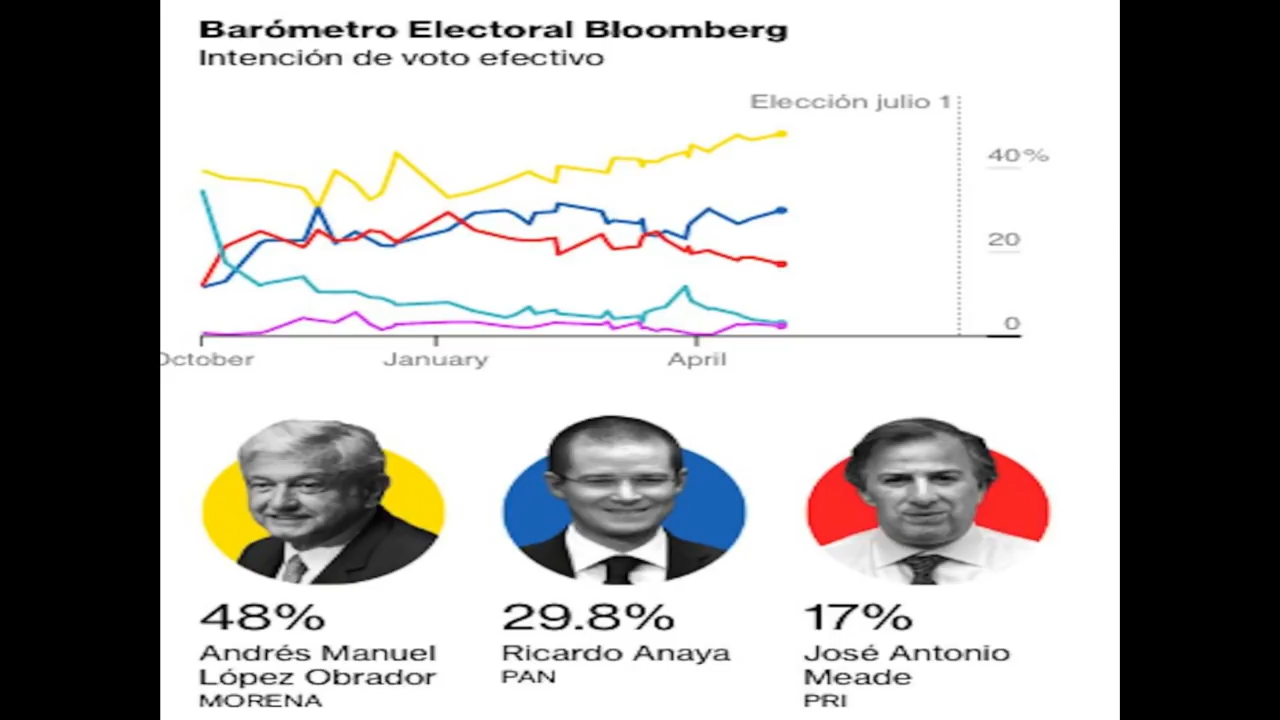 Barómetro Electoral Bloomberg
Intención de voto efectivo
Elección julio 1
40%
20
0
October January April
48% 29.8% 17%
Andrés Manuel Ricardo Anaya José Antonio
López Obrador PAN Meade
MORENA PRI